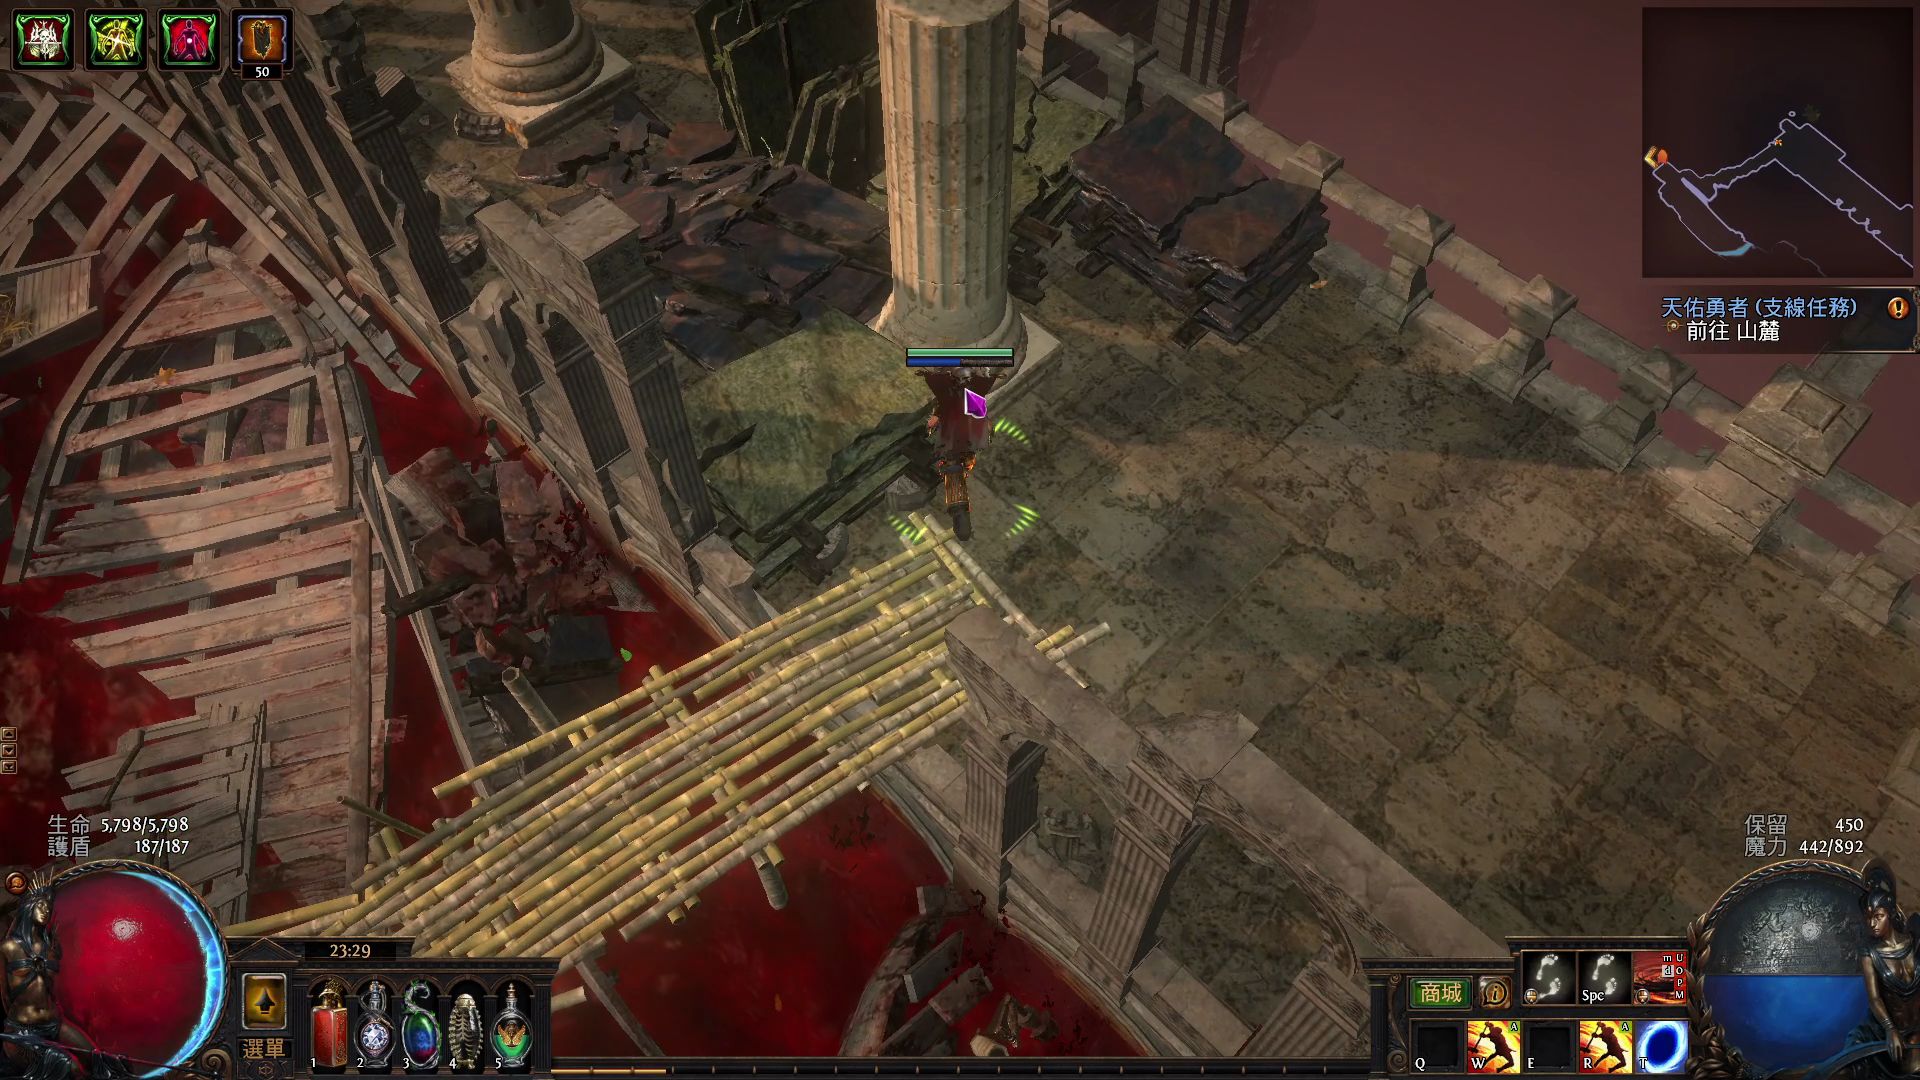 50
天佑勇者 (支線任務)
前往 山麓
生命 5,798/5,798
護盾 187/187
保留 450
魔力 442/892
23:29
選單
1
2
3
4
5
商城
Spc
m U
d O
P
M
Q
W
A
E
R
A
T